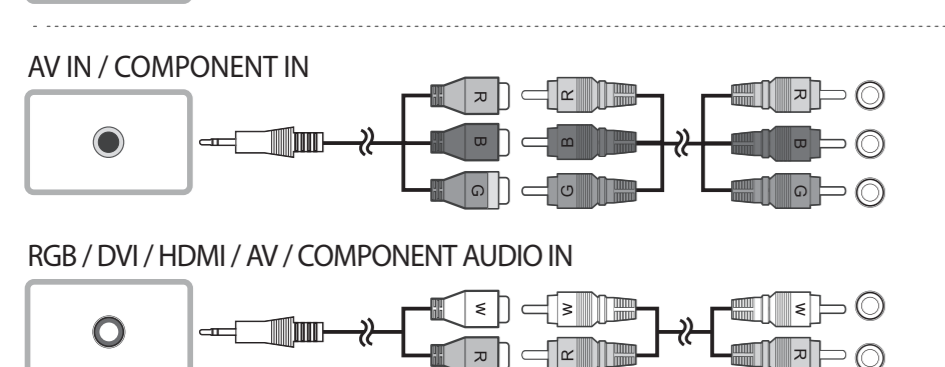 AV IN / COMPONENT IN
R R R
B B B
G G G
RGB / DVI / HDMI / AV / COMPONENT AUDIO IN
W W W
R R R